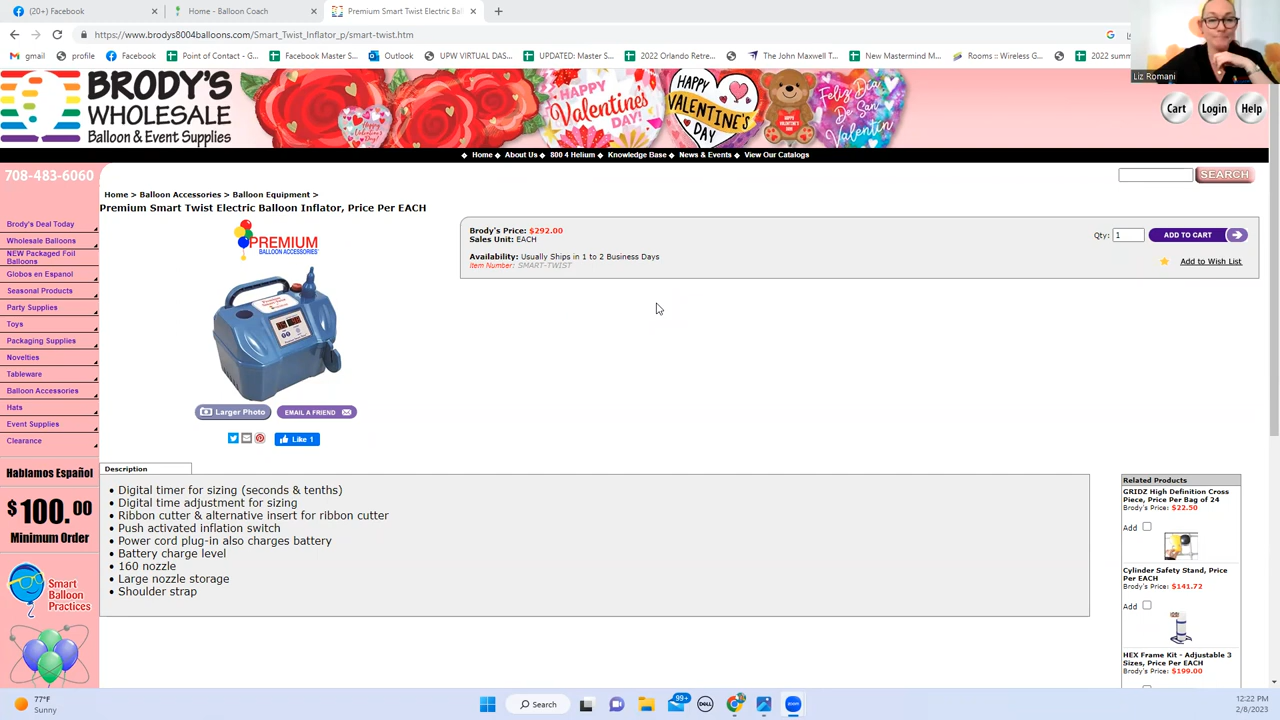 (20+) Facebook
Home - Balloon Coach
Premium Smart Twist Electric Bal
https://www.brodys8004balloons.com/Smart_Twist_Inflator_p/smart-twist.htm
gmail
profile
Facebook
Point of Contact - G...
Facebook Master S...
Outlook
UPW VIRTUAL DAS...
UPDATED: Master S...
2022 Orlando Retre...
The John Maxwell T...
New Mastermind M...
Rooms :: Wireless G...
2022 summ
Liz Romani
BRODY'S
WHOLESALE
Balloon & Event Supplies
HAPPY
Valentine's
DAY!
HAPPY
VALENTINE'S
DAY
Feliz Día
De San
Valentín
Cart
Login
Help
Home
About Us
800 4 Helium
Knowledge Base
News & Events
View Our Catalogs
708-483-6060
SEARCH
Home > Balloon Accessories > Balloon Equipment >
Premium Smart Twist Electric Balloon Inflator, Price Per EACH
Brody's Deal Today
Wholesale Balloons
NEW Packaged Foil
Balloons
Globos en Espanol
Seasonal Products
Party Supplies
Toys
Packaging Supplies
Novelties
Tableware
Balloon Accessories
Hats
Event Supplies
Clearance
Hablamos Español
$100.00
Minimum Order
Smart
Balloon
Practices
PREMIUM
BALLOON ACCESSORIES
Larger Photo
EMAIL A FRIEND
Like 1
Brody's Price: $292.00
Sales Unit: EACH
Availability: Usually Ships in 1 to 2 Business Days
Item Number: SMART-TWIST
Qty: 1
ADD TO CART
Add to Wish List
Description
• Digital timer for sizing (seconds & tenths)
• Digital time adjustment for sizing
• Ribbon cutter & alternative insert for ribbon cutter
• Push activated inflation switch
• Power cord plug-in also charges battery
• Battery charge level
• 160 nozzle
• Large nozzle storage
• Shoulder strap
Related Products
GRIDZ High Definition Cross
Piece, Price Per Bag of 24
Brody's Price: $22.50
Add
Cylinder Safety Stand, Price
Per EACH
Brody's Price: $141.72
Add
HEX Frame Kit - Adjustable 3
Sizes, Price Per EACH
Brody's Price: $199.00
77°F
Sunny
Search
99+
DELL
zoom
12:22 PM
2/8/2023